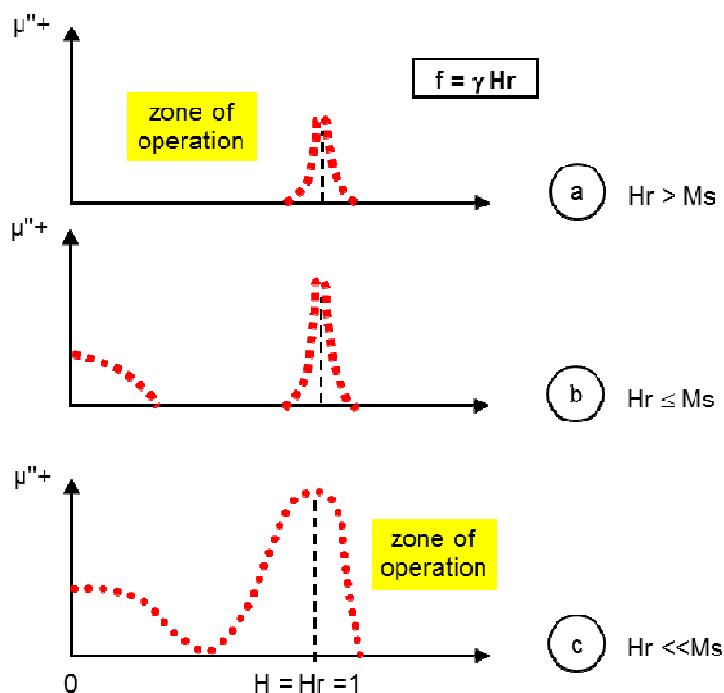 μ"+
f = γ Hr
zone of
operation
a Hr > Ms
μ"+
b Hr ≤ Ms
μ"+
zone of
operation
c Hr <<Ms
0 H = Hr =1